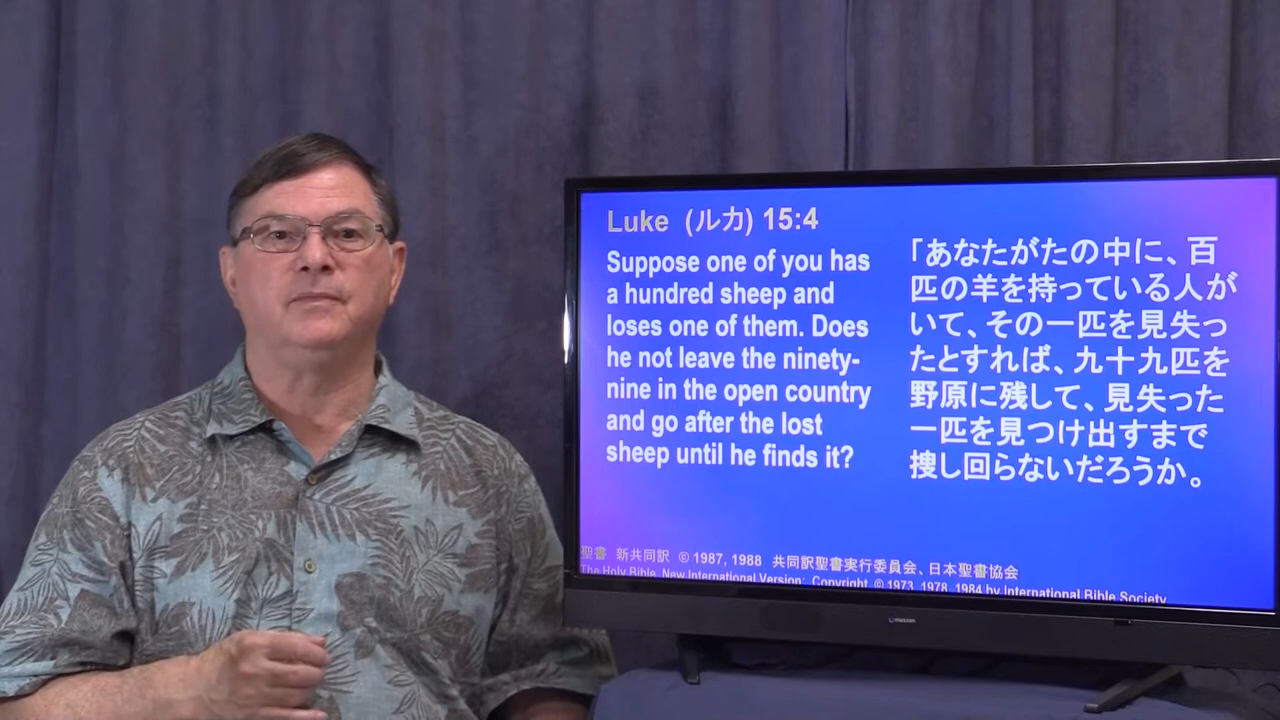 Luke (ルカ) 15:4
Suppose one of you has
a hundred sheep and
loses one of them. Does
he not leave the ninety-
nine in the open country
and go after the lost
sheep until he finds it?
「あなたがたの中に、百
匹の羊を持っている人が
いて、その一匹を見失っ
たとすれば、九十九匹を
野原に残して、見失った
一匹を見つけ出すまで
捜し回らないだろうか。
聖書 新共同訳 © 1987, 1988 共同訳聖書実行委員会、日本聖書協会
The Holy Bible, New International Version; Copyright © 1973, 1978, 1984 by International Bible Society